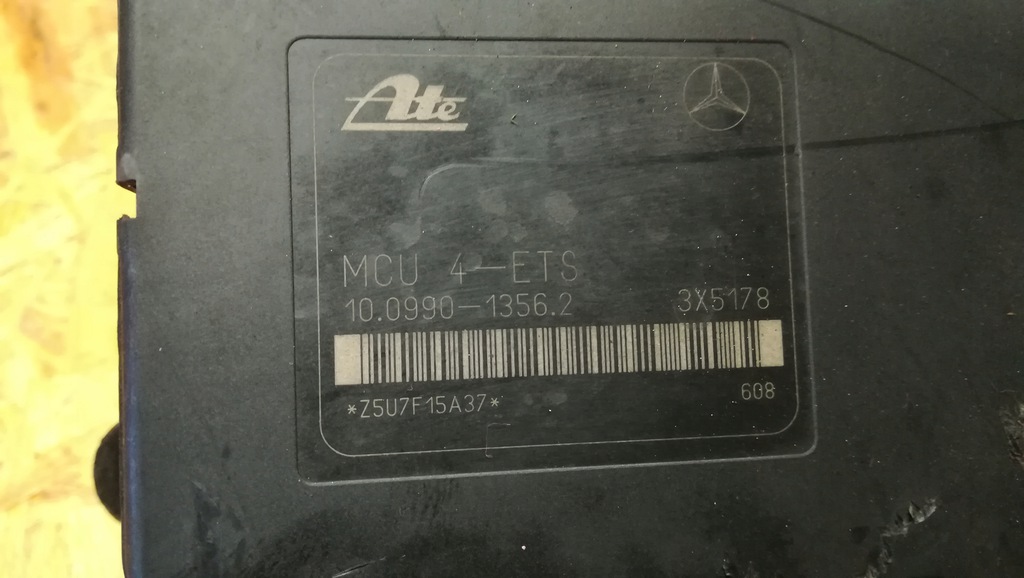 Ate
MCU 4-ETS
10.0990-1356.2 3X5178
*Z5U7F15A37*
608